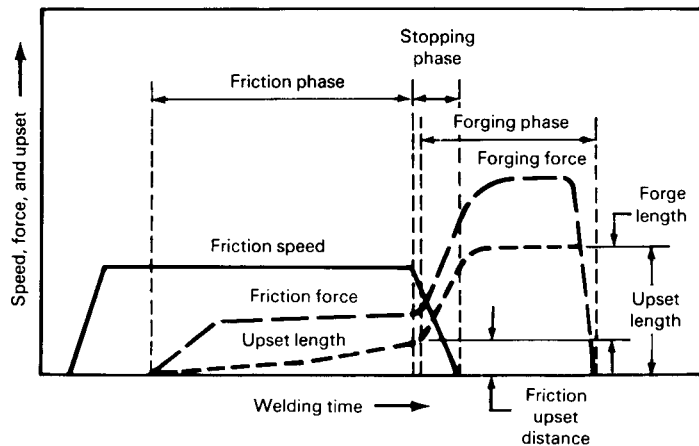 Stopping
phase
Friction phase
Forging phase
Forging force
Forge
length
Friction speed
Friction force
Upset length
Upset
length
Speed, force, and upset
Welding time
Friction
upset
distance